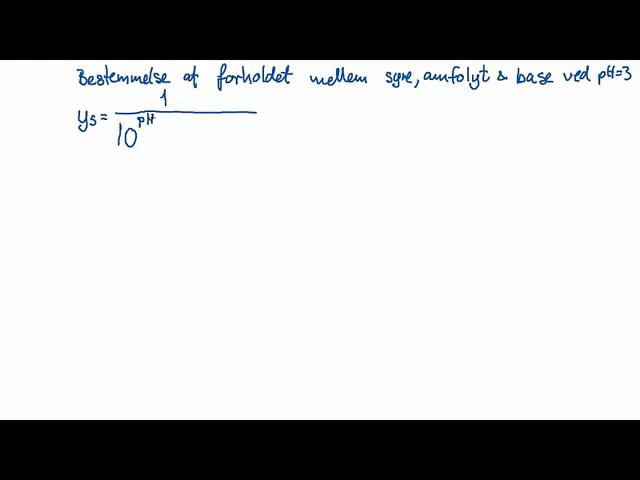 Bestemmelse af forholdet mellem syre, amfolyt & base ved pH=3
ys = 1 / 10^pH